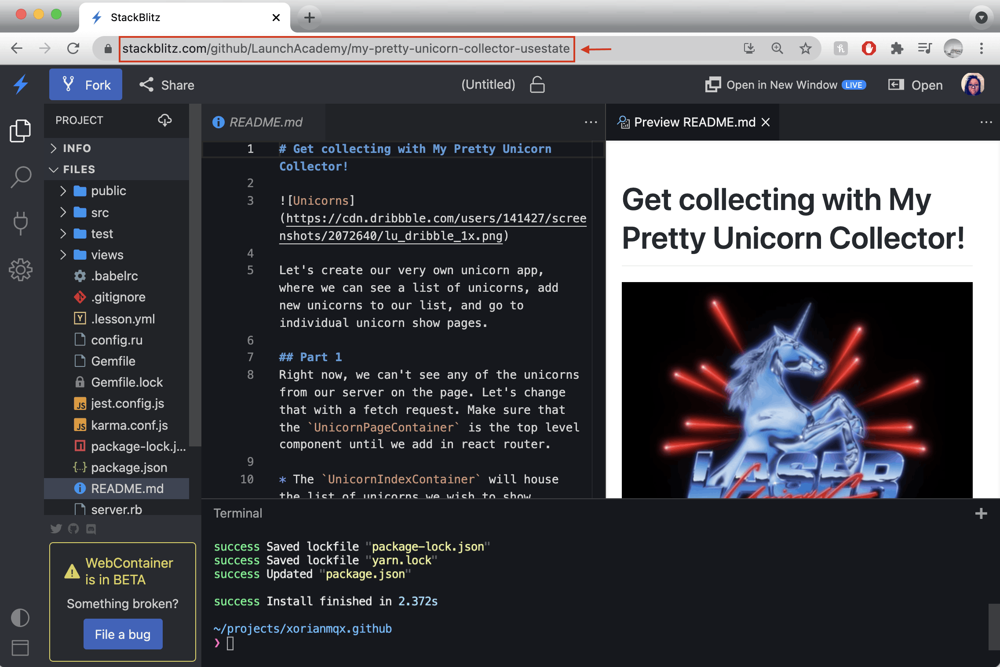 StackBlitz
stackblitz.com/github/LaunchAcademy/my-pretty-unicorn-collector-usestate
Fork
Share
(Untitled)
Open in New Window LIVE
Open
PROJECT
INFO
FILES
public
src
test
views
.babelrc
.gitignore
.lesson.yml
config.ru
Gemfile
Gemfile.lock
JS jest.config.js
JS karma.conf.js
package-lock.j...
{...} package.json
README.md
server.rb
WebContainer
is in BETA
Something broken?
File a bug
README.md
1 # Get collecting with My Pretty Unicorn
Collector!
2
3 ![Unicorns]
(https://cdn.dribbble.com/users/141427/scree
nshots/2072640/lu_dribble_1x.png)
4
5 Let's create our very own unicorn app,
where we can see a list of unicorns, add
new unicorns to our list, and go to
individual unicorn show pages.
6
7 ## Part 1
8 Right now, we can't see any of the unicorns
from our server on the page. Let's change
that with a fetch request. Make sure that
the `UnicornPageContainer` is the top level
component until we add in react router.
9
10 * The `UnicornIndexContainer` will house
the list of unicorns we wish to show
Preview README.md
Get collecting with My
Pretty Unicorn Collector!
LASER
Terminal
success Saved lockfile "package-lock.json"
success Saved lockfile "yarn.lock"
success Updated "package.json"
success Install finished in 2.372s
~/projects/xorianmqx.github
❯